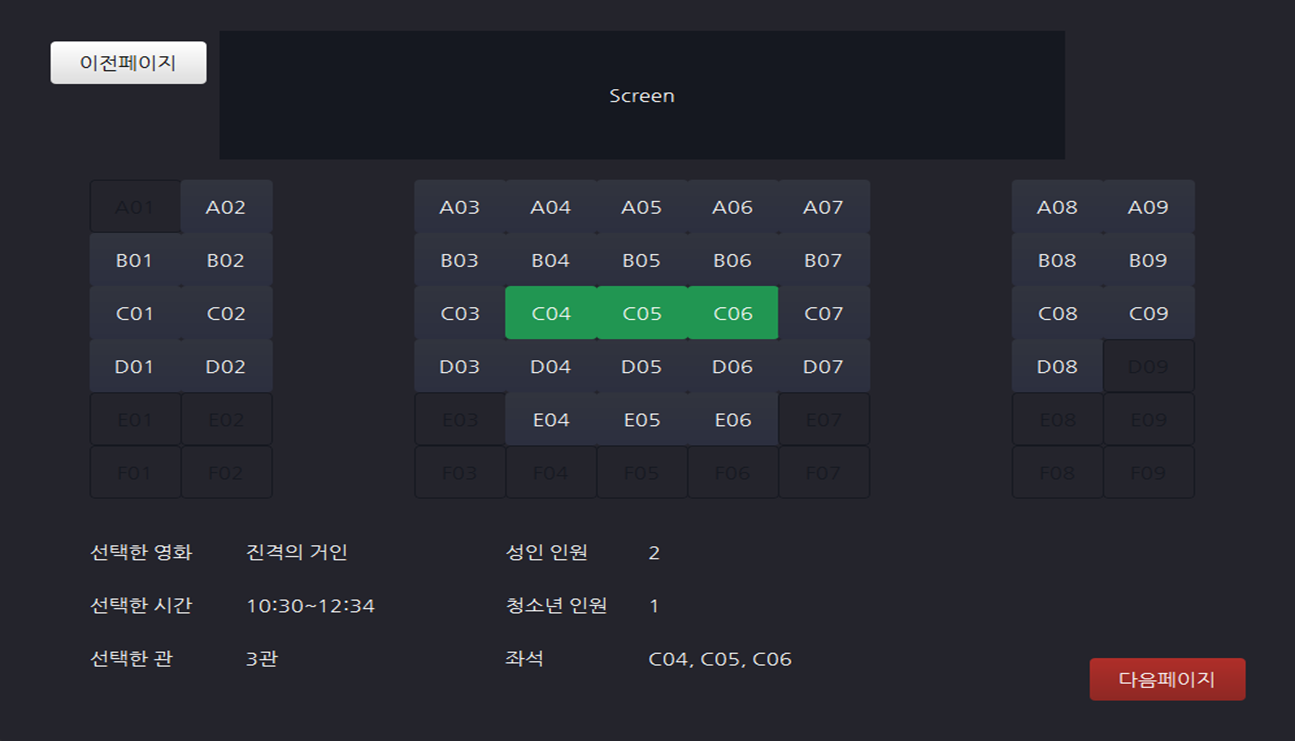 이전페이지
Screen
A01 A02 A03 A04 A05 A06 A07 A08 A09
B01 B02 B03 B04 B05 B06 B07 B08 B09
C01 C02 C03 C04 C05 C06 C07 C08 C09
D01 D02 D03 D04 D05 D06 D07 D08 D09
E01 E02 E03 E04 E05 E06 E07 E08 E09
F01 F02 F03 F04 F05 F06 F07 F08 F09
선택한 영화 진격의 거인 성인 인원 2
선택한 시간 10:30~12:34 청소년 인원 1
선택한 관 3관 좌석 C04, C05, C06
다음페이지